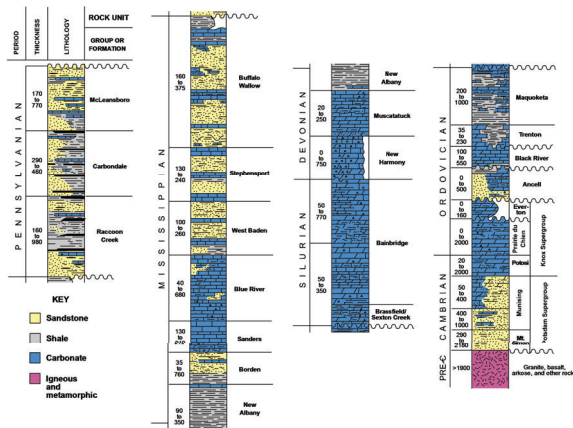 PERIOD
THICKNESS
LITHOLOGY
ROCK UNIT
GROUP OR
FORMATION
PENNSYLVANIAN
170
to
770
McLeansboro
290
to
460
Carbondale
160
to
980
Raccoon
Creek
KEY
Sandstone
Shale
Carbonate
Igneous
and
metamorphic
MISSISSIPPIAN
160
to
375
Buffalo
Wallow
130
to
240
Stephensport
100
to
260
West Baden
40
to
680
Blue River
130
to
Sanders
35
to
760
Borden
90
to
350
New
Albany
DEVONIAN
New
Albany
20
to
250
Muscatatuck
0
to
750
New
Harmony
SILURIAN
50
to
770
Bainbridge
50
to
350
Brassfield/
Sexton Creek
ORDOVICIAN
200
to
1000
Maquoketa
35
to
230
Trenton
100
to
550
Black River
0
to
500
Ancell
0
to
160
Ever-
ton
0
to
2000
Prairie du
Chien
20
to
2000
Potosi
Knox Supergroup
CAMBRIAN
50
to
400
Munising
400
to
1000
290
to
2180
Mt.
Simon
otsdam Supergroup
PRE-C
>1900
Granite, basalt,
arkose, and other rock